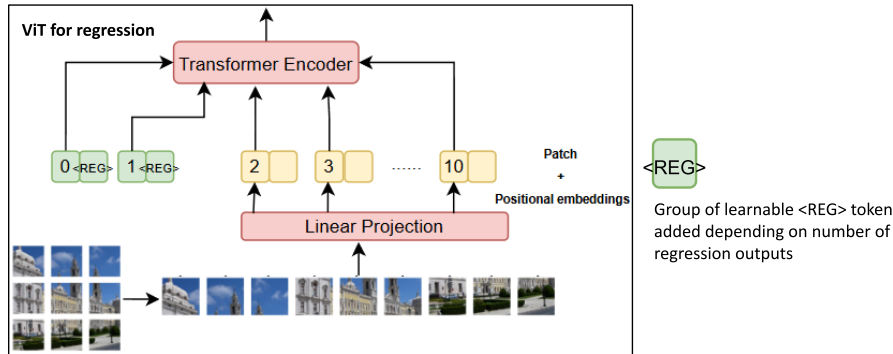 ViT for regression
Transformer Encoder
0 <REG> 1 <REG> 2 3 ...... 10
Patch
+
Positional embeddings
Linear Projection
<REG>
Group of learnable <REG> token
added depending on number of
regression outputs